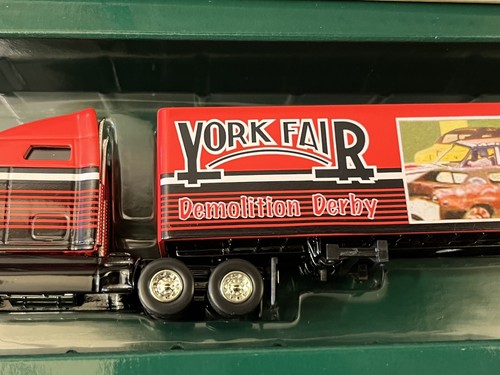 YORK FAIR
Demolition Derby